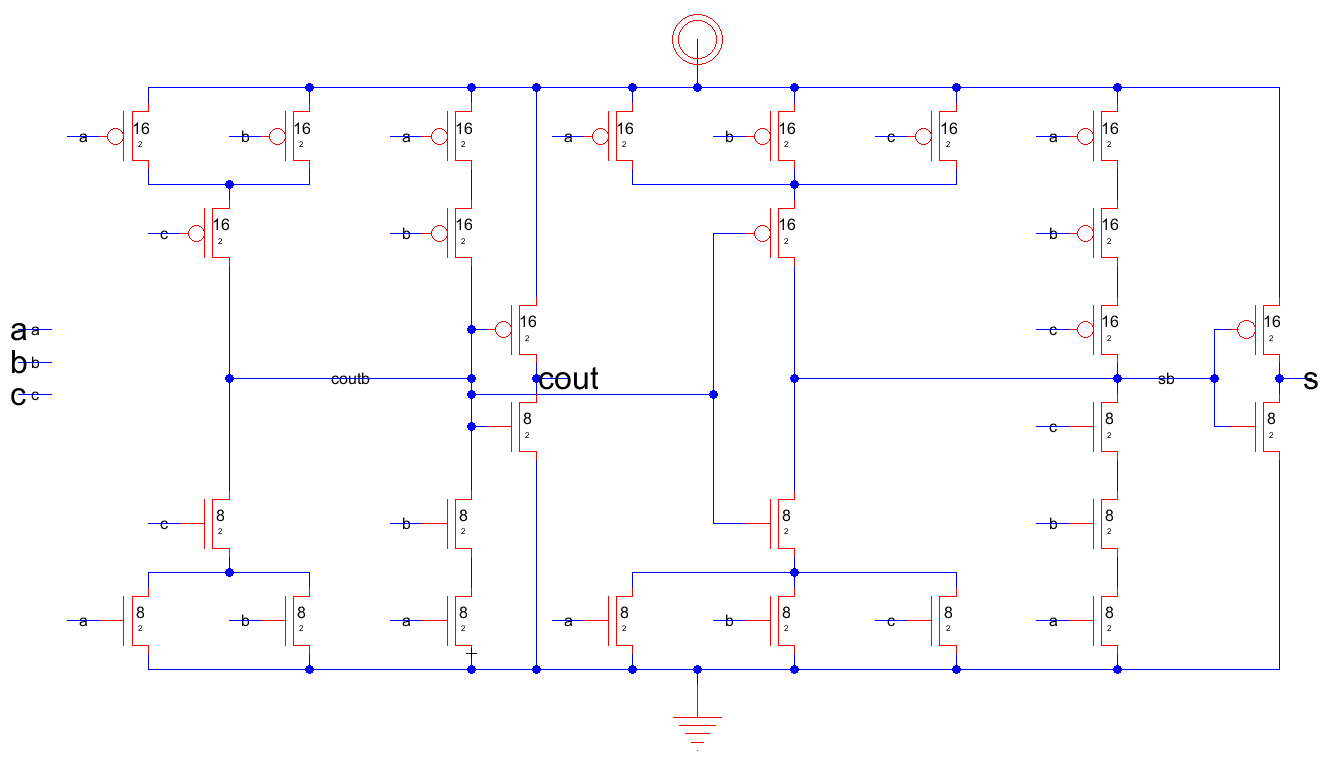 a 16 2 b 16 2 a 16 2 a 16 2 b 16 2 c 16 2 a 16 2
c 16 2 b 16 2 16 2 b 16 2
a a 16 2 c 16 2 16 2
b b
coutb cout sb s
c c
8 2 c 8 2 8 2
c 8 2 b 8 2 8 2 b 8 2
a 8 2 b 8 2 a 8 2 a 8 2 b 8 2 c 8 2 a 8 2